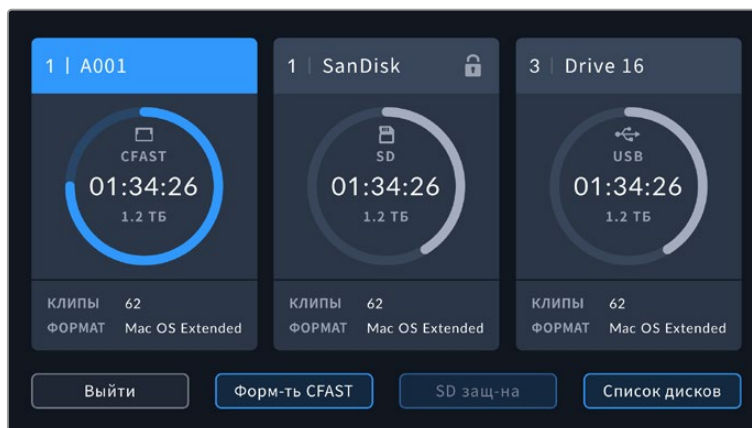 1 | A001
1 | SanDisk
3 | Drive 16
CFAST
01:34:26
1.2 ТБ
SD
01:34:26
1.2 ТБ
USB
01:34:26
1.2 ТБ
КЛИПЫ 62
ФОРМАТ Mac OS Extended
КЛИПЫ 62
ФОРМАТ Mac OS Extended
КЛИПЫ 62
ФОРМАТ Mac OS Extended
Выйти
Форм-ть CFAST
SD защ-на
Список дисков